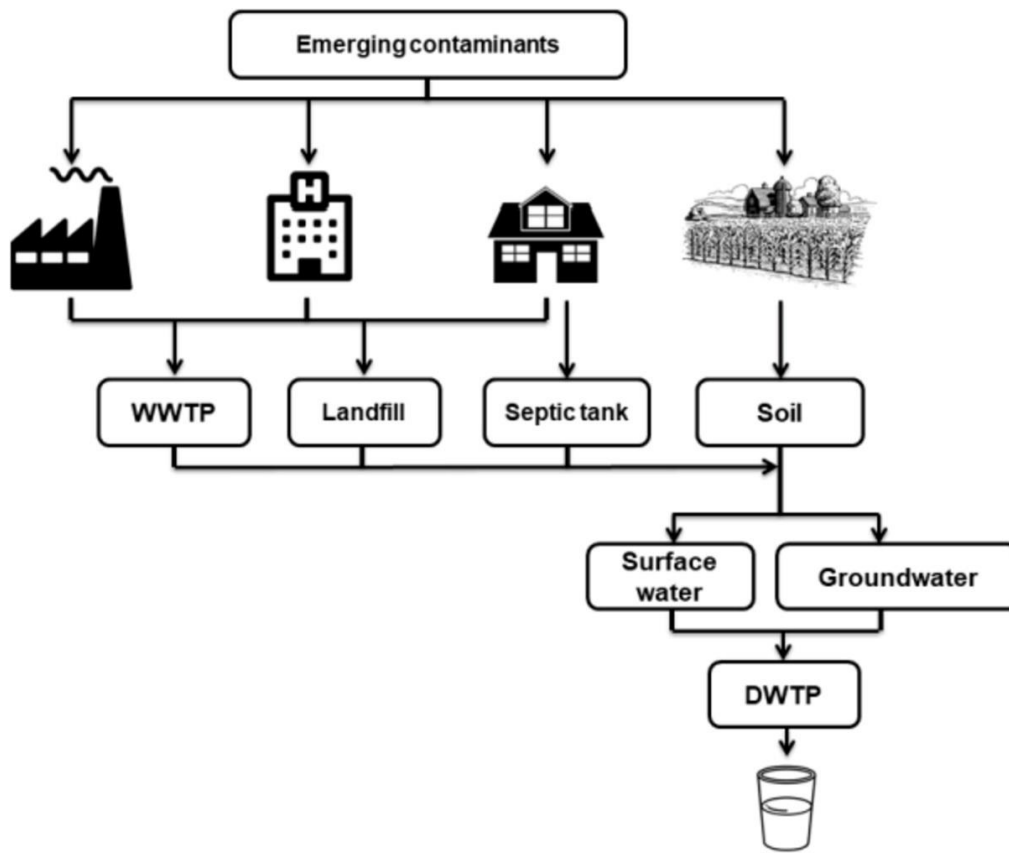 Emerging contaminants
H
WWTP
Landfill
Septic tank
Soil
Surface
water
Groundwater
DWTP